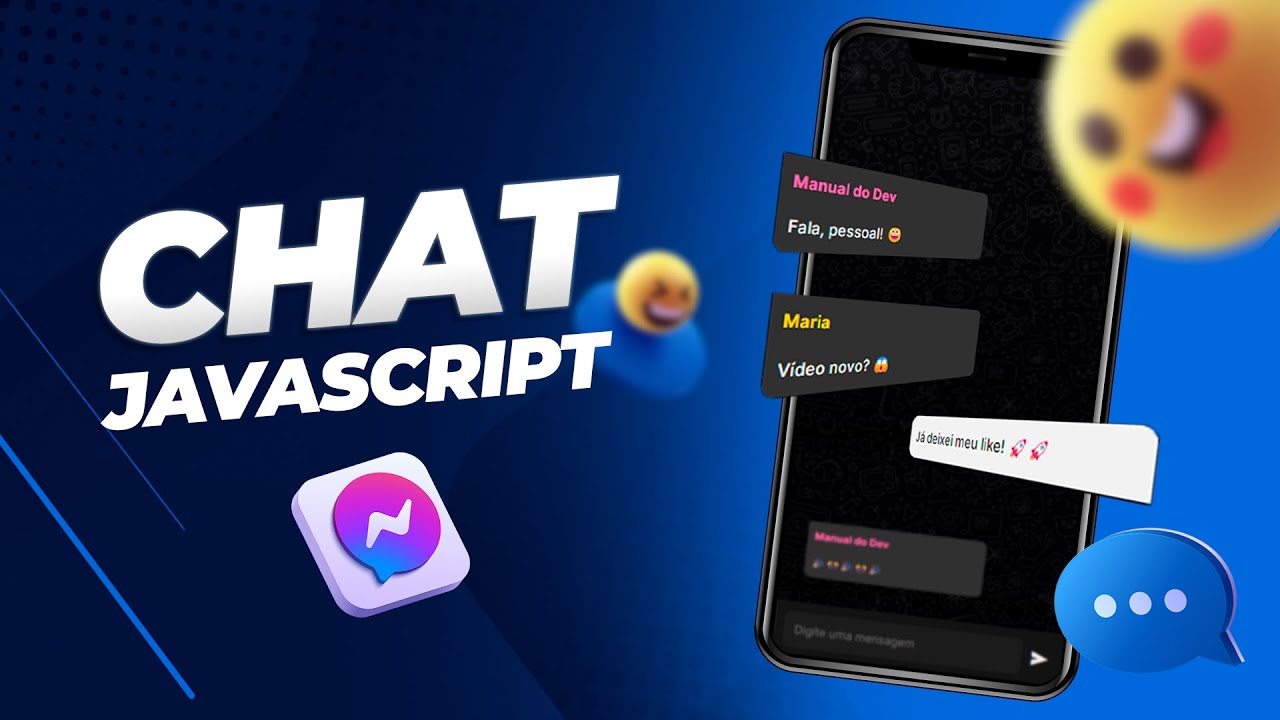 CHAT
JAVASCRIPT
Manual do Dev
Fala, pessoal! 😀
Maria
Vídeo novo? 😱
Já deixei meu like! 🚀🚀
Manual do Dev
Digite uma mensagem